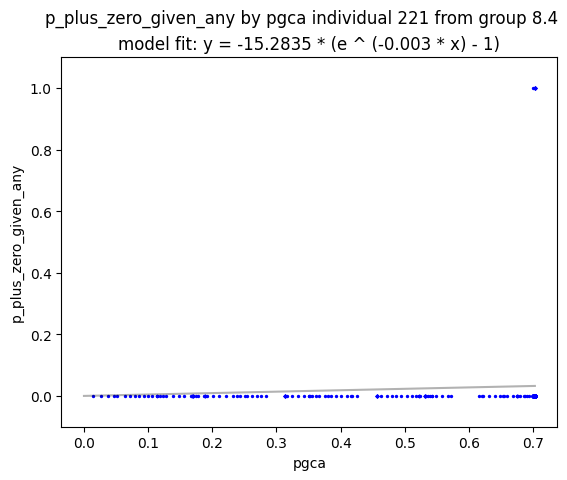 p_plus_zero_given_any by pgca individual 221 from group 8.4
model fit: y = -15.2835 * (e ^ (-0.003 * x) - 1)
1.0
0.8
0.6
0.4
0.2
0.0
p_plus_zero_given_any
0.0 0.1 0.2 0.3 0.4 0.5 0.6 0.7
pgca